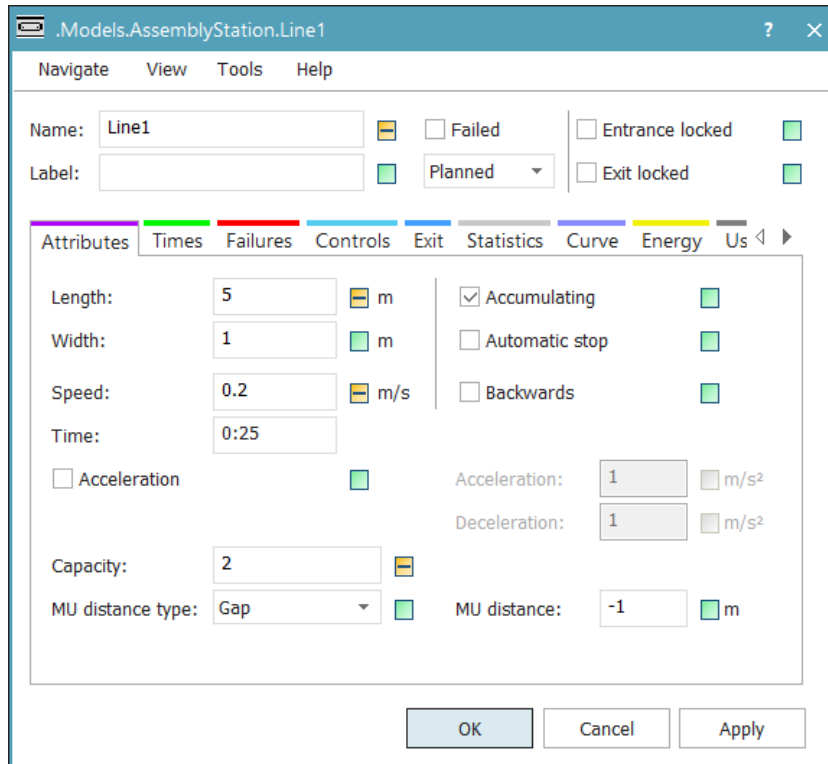 .Models.AssemblyStation.Line1 ? ×
Navigate View Tools Help
Name: Line1 Failed Entrance locked
Label: Planned Exit locked
Attributes Times Failures Controls Exit Statistics Curve Energy Us
Length: 5 m Accumulating
Width: 1 m Automatic stop
Speed: 0.2 m/s Backwards
Time: 0:25
Acceleration Acceleration: 1 m/s²
Deceleration: 1 m/s²
Capacity: 2
MU distance type: Gap MU distance: -1 m
OK Cancel Apply